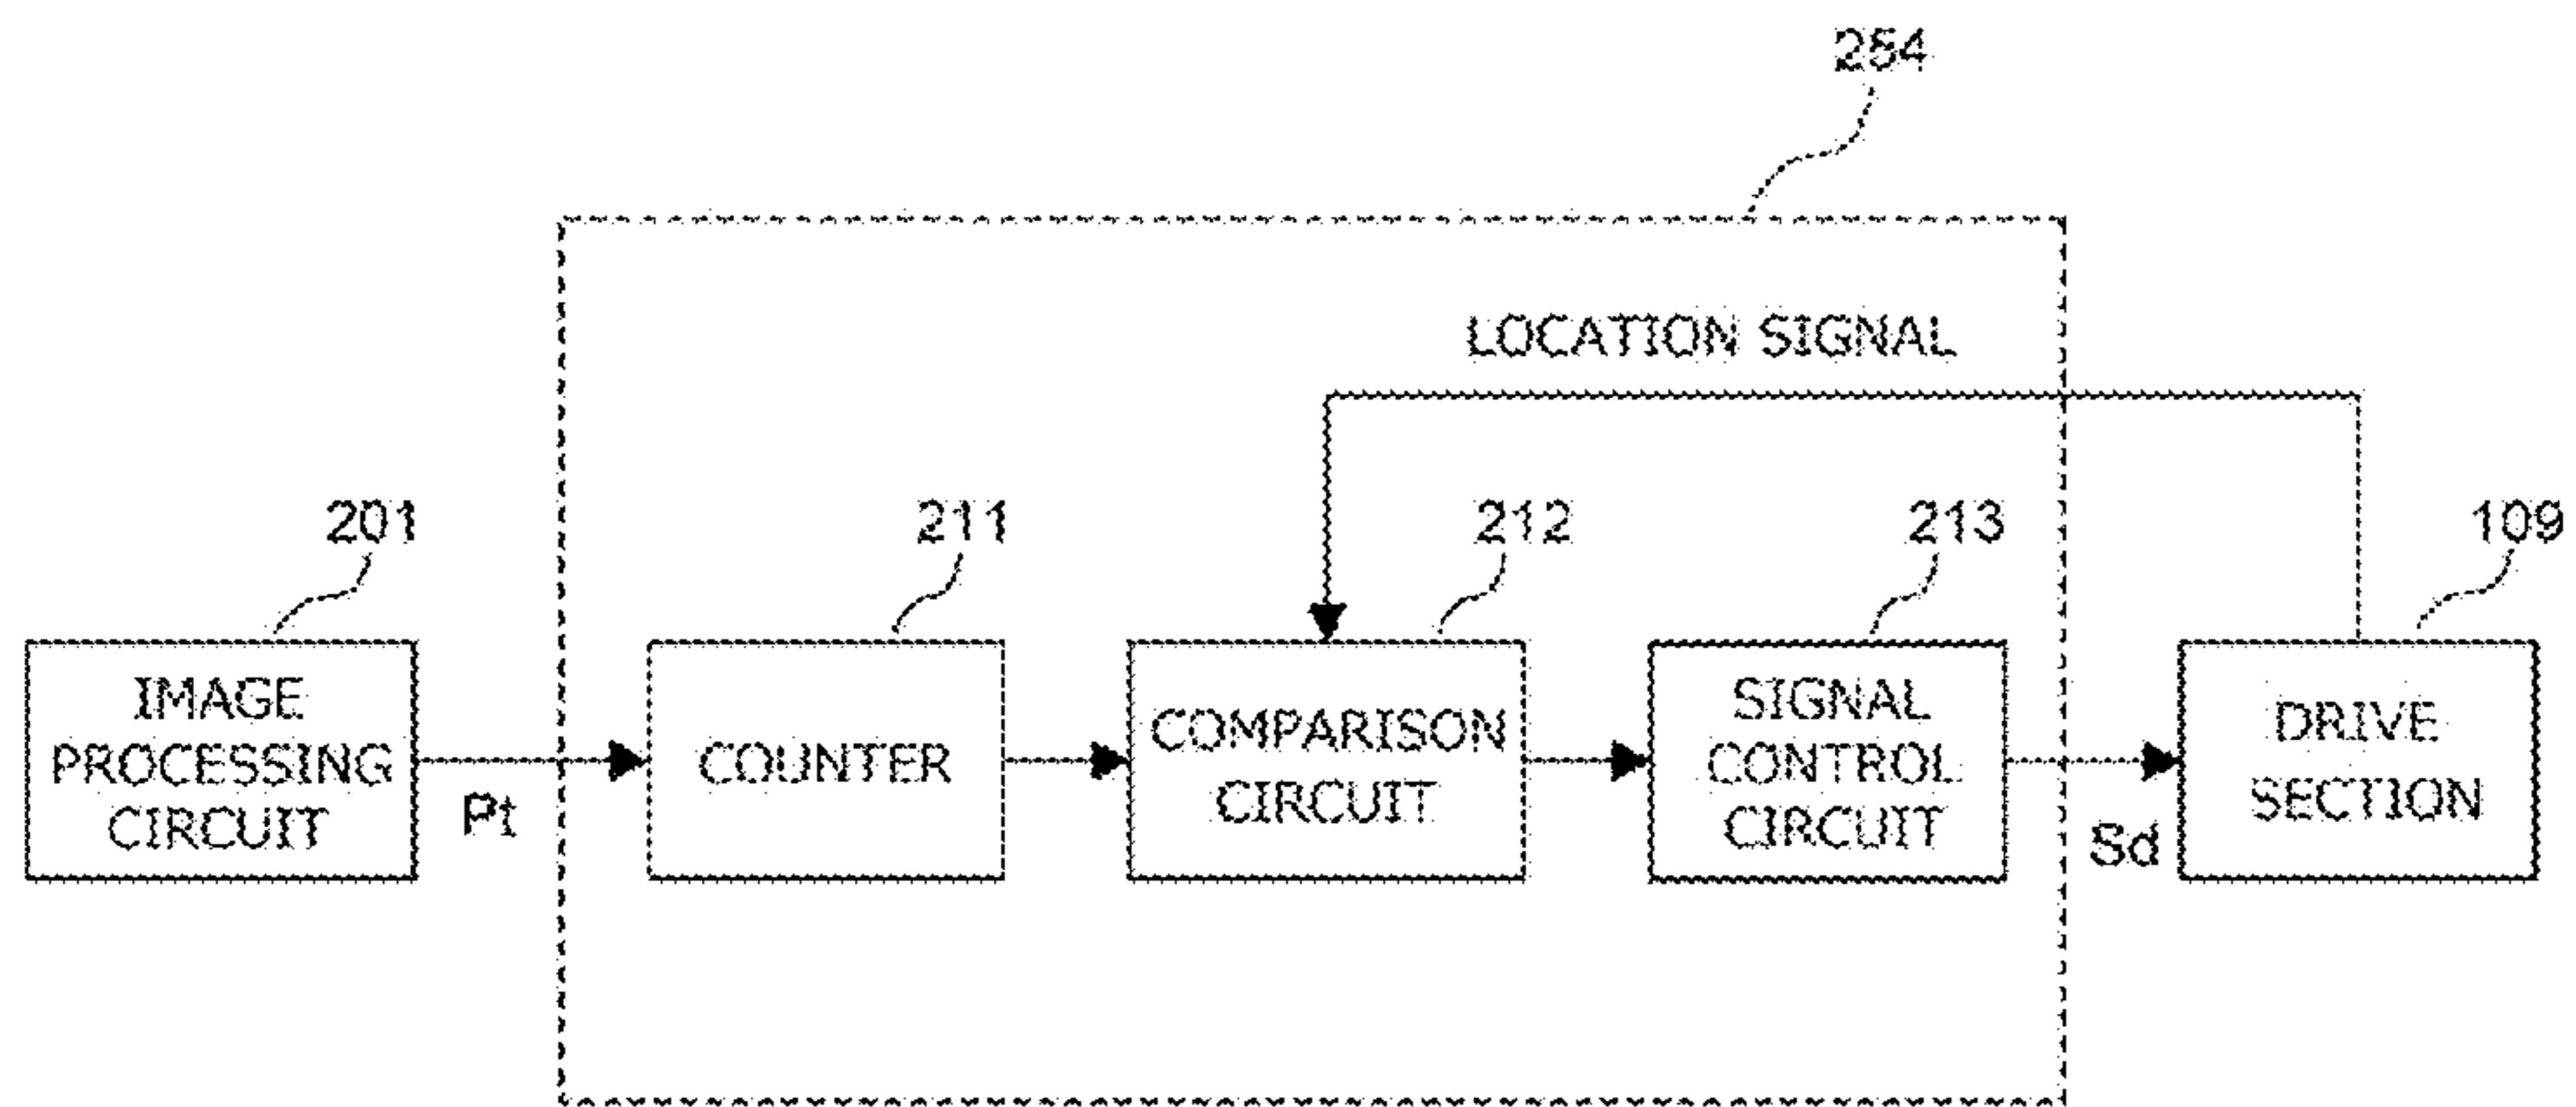 254
LOCATION SIGNAL
201
211
212
213
109
IMAGE
PROCESSING
CIRCUIT
Pt
COUNTER
COMPARISON
CIRCUIT
SIGNAL
CONTROL
CIRCUIT
Sd
DRIVE
SECTION